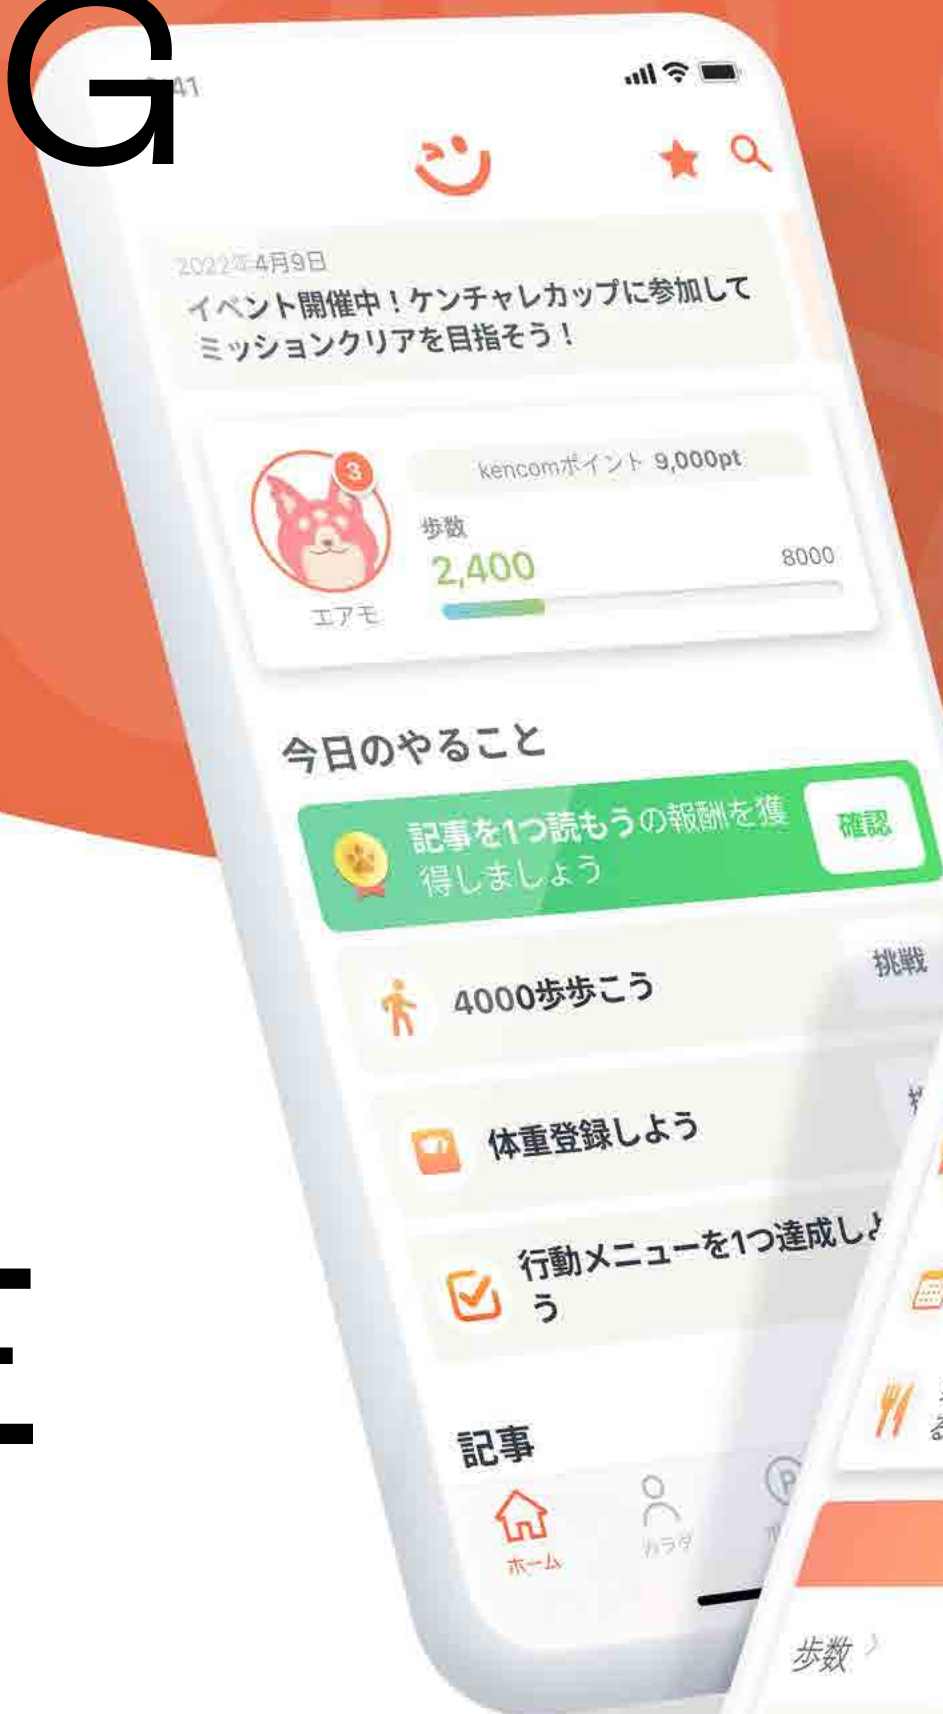 G
41
2022年4月9日
イベント開催中！ケンチャレカップに参加して
ミッションクリアを目指そう！
3
kencomポイント 9,000pt
歩数
2,400
8000
エアモ
今日のやること
記事を1つ読もうの報酬を獲
得しましょう
確認
4000歩歩こう
挑戦
体重登録しよう
行動メニューを1つ達成しよ
う
記事
P
ホーム
カラダ
歩数